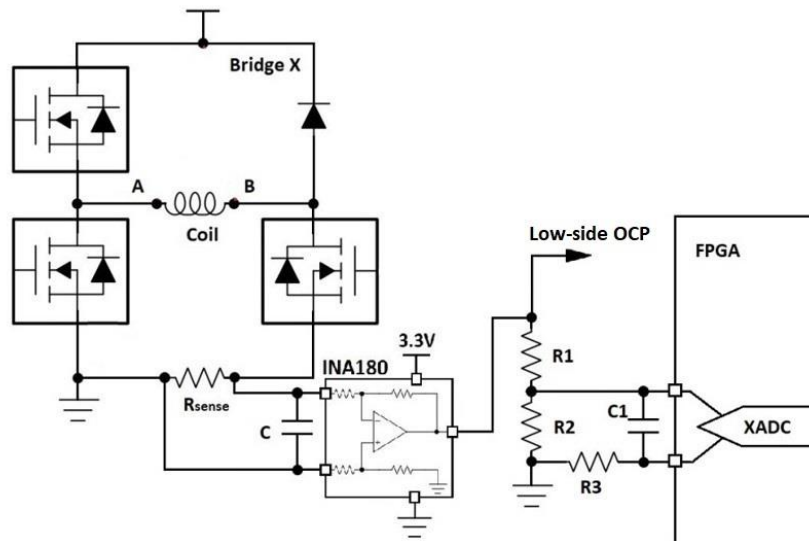 Bridge X
A
B
Coil
Low-side OCP
FPGA
3.3V
INA180
R1
Rsense
C
R2
C1
XADC
R3